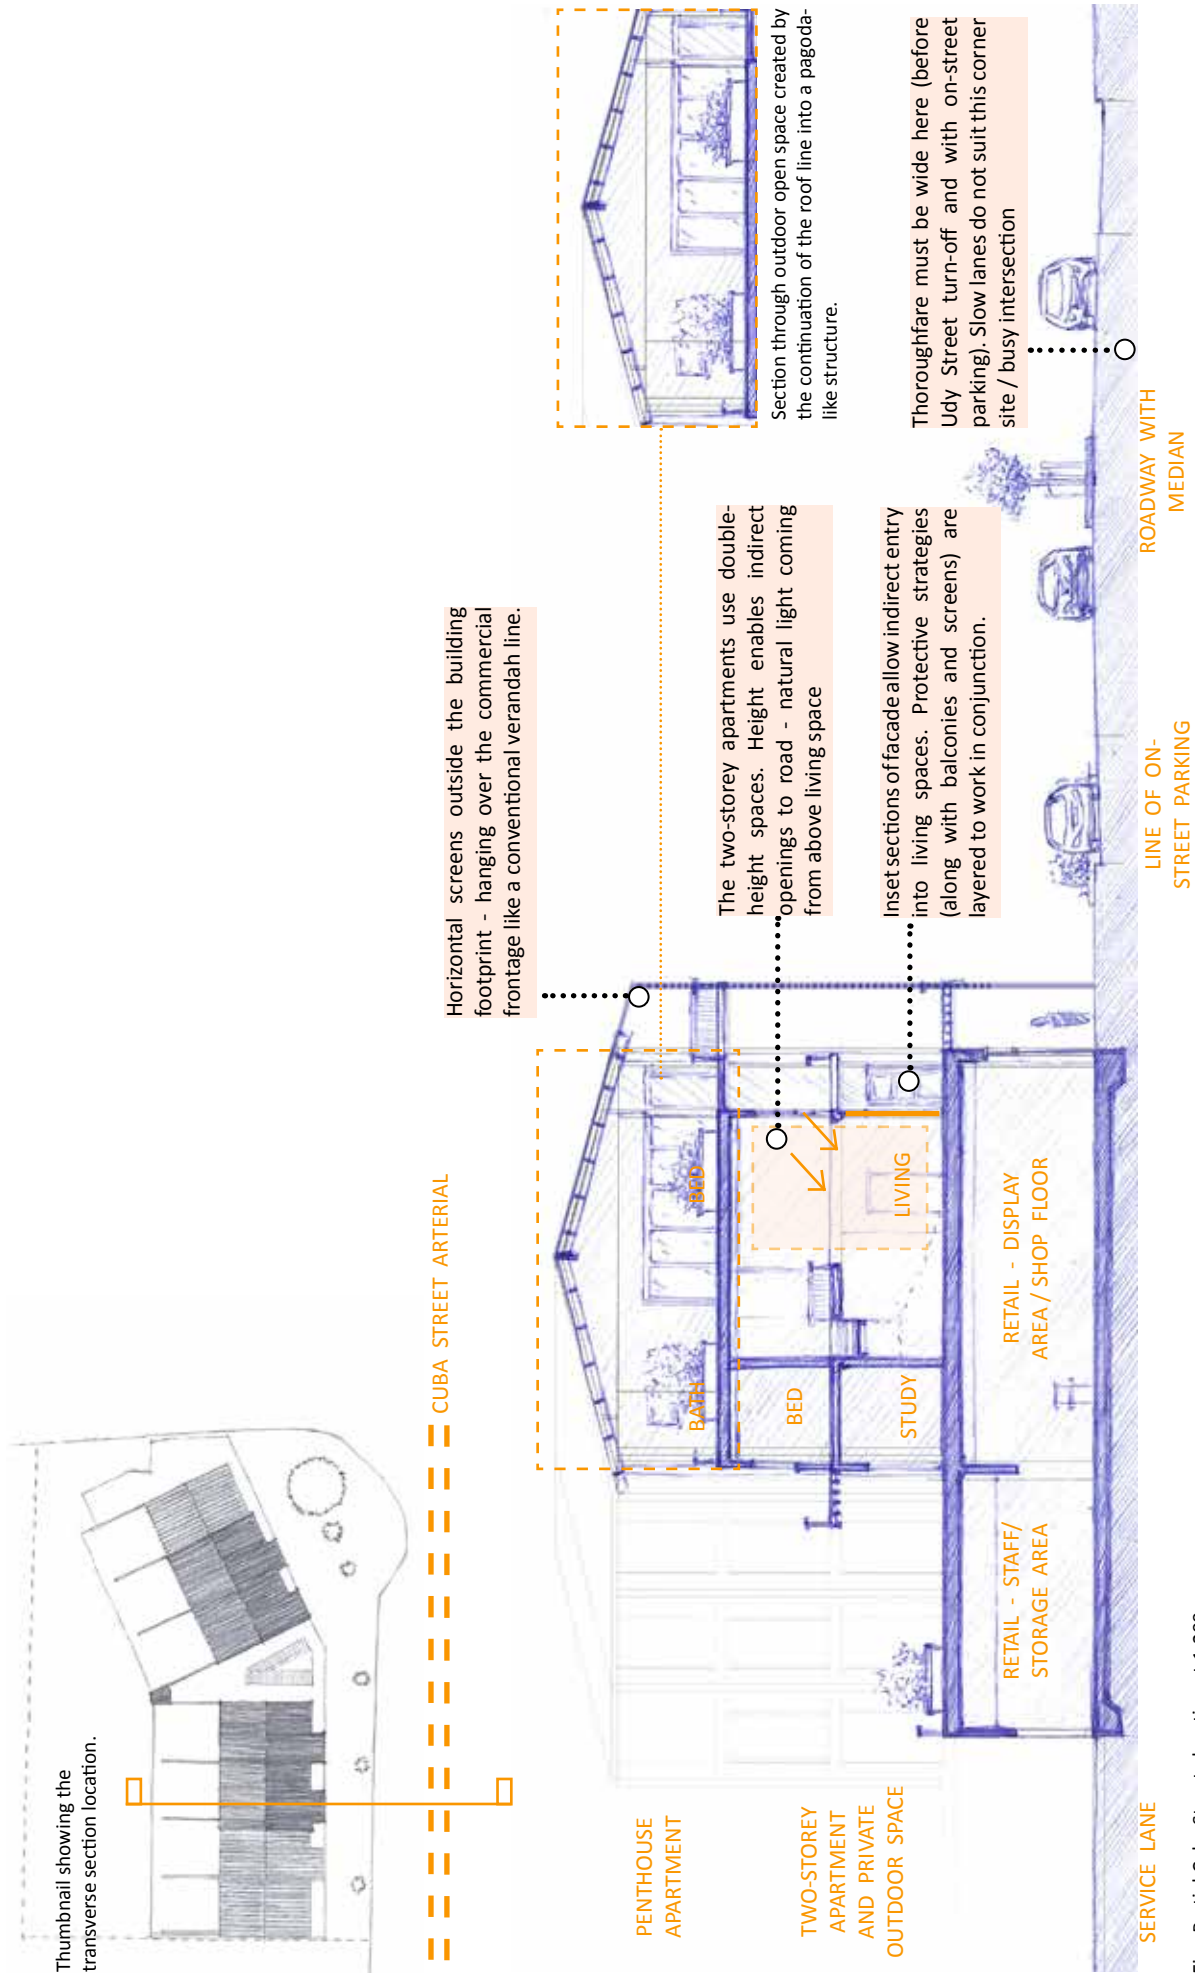 Thumbnail showing the
transverse section location.
CUBA STREET ARTERIAL
Horizontal screens outside the building
footprint - hanging over the commercial
frontage like a conventional verandah line.
Section through outdoor open space created by
the continuation of the roof line into a pagoda-
like structure.
The two-storey apartments use double-
height spaces. Height enables indirect
openings to road - natural light coming
from above living space
Inset sections of facade allow indirect entry
into living spaces. Protective strategies
(along with balconies and screens) are
layered to work in conjunction.
Thoroughfare must be wide here (before
Udy Street turn-off and with on-street
parking). Slow lanes do not suit this corner
site / busy intersection
PENTHOUSE
APARTMENT
BATH
BED
TWO-STOREY
APARTMENT
AND PRIVATE
OUTDOOR SPACE
BED
STUDY
LIVING
RETAIL - STAFF/
STORAGE AREA
RETAIL - DISPLAY
AREA / SHOP FLOOR
SERVICE LANE
LINE OF ON-
STREET PARKING
ROADWAY WITH
MEDIAN